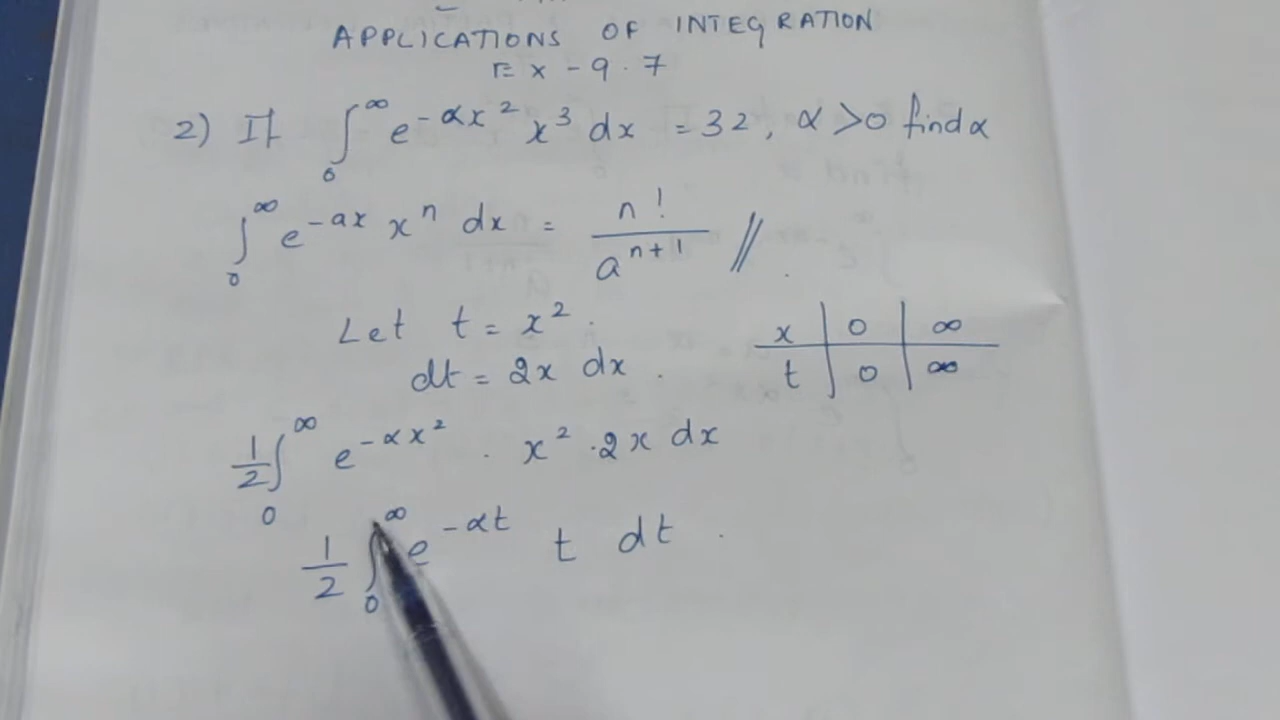 APPLICATIONS OF INTEGRATION
Ex - 9.7
2) If ∫₀^∞ e^{-αx²} x³ dx = 32, α > 0 find α
∫₀^∞ e^{-ax} xⁿ dx = n! / a^{n+1} //
Let t = x².
x | 0 | ∞
dt = 2x dx.
t | 0 | ∞
1/2 ∫₀^∞ e^{-αx²} . x² . 2x dx
1/2 ∫₀^∞ e^{-αt} t dt .